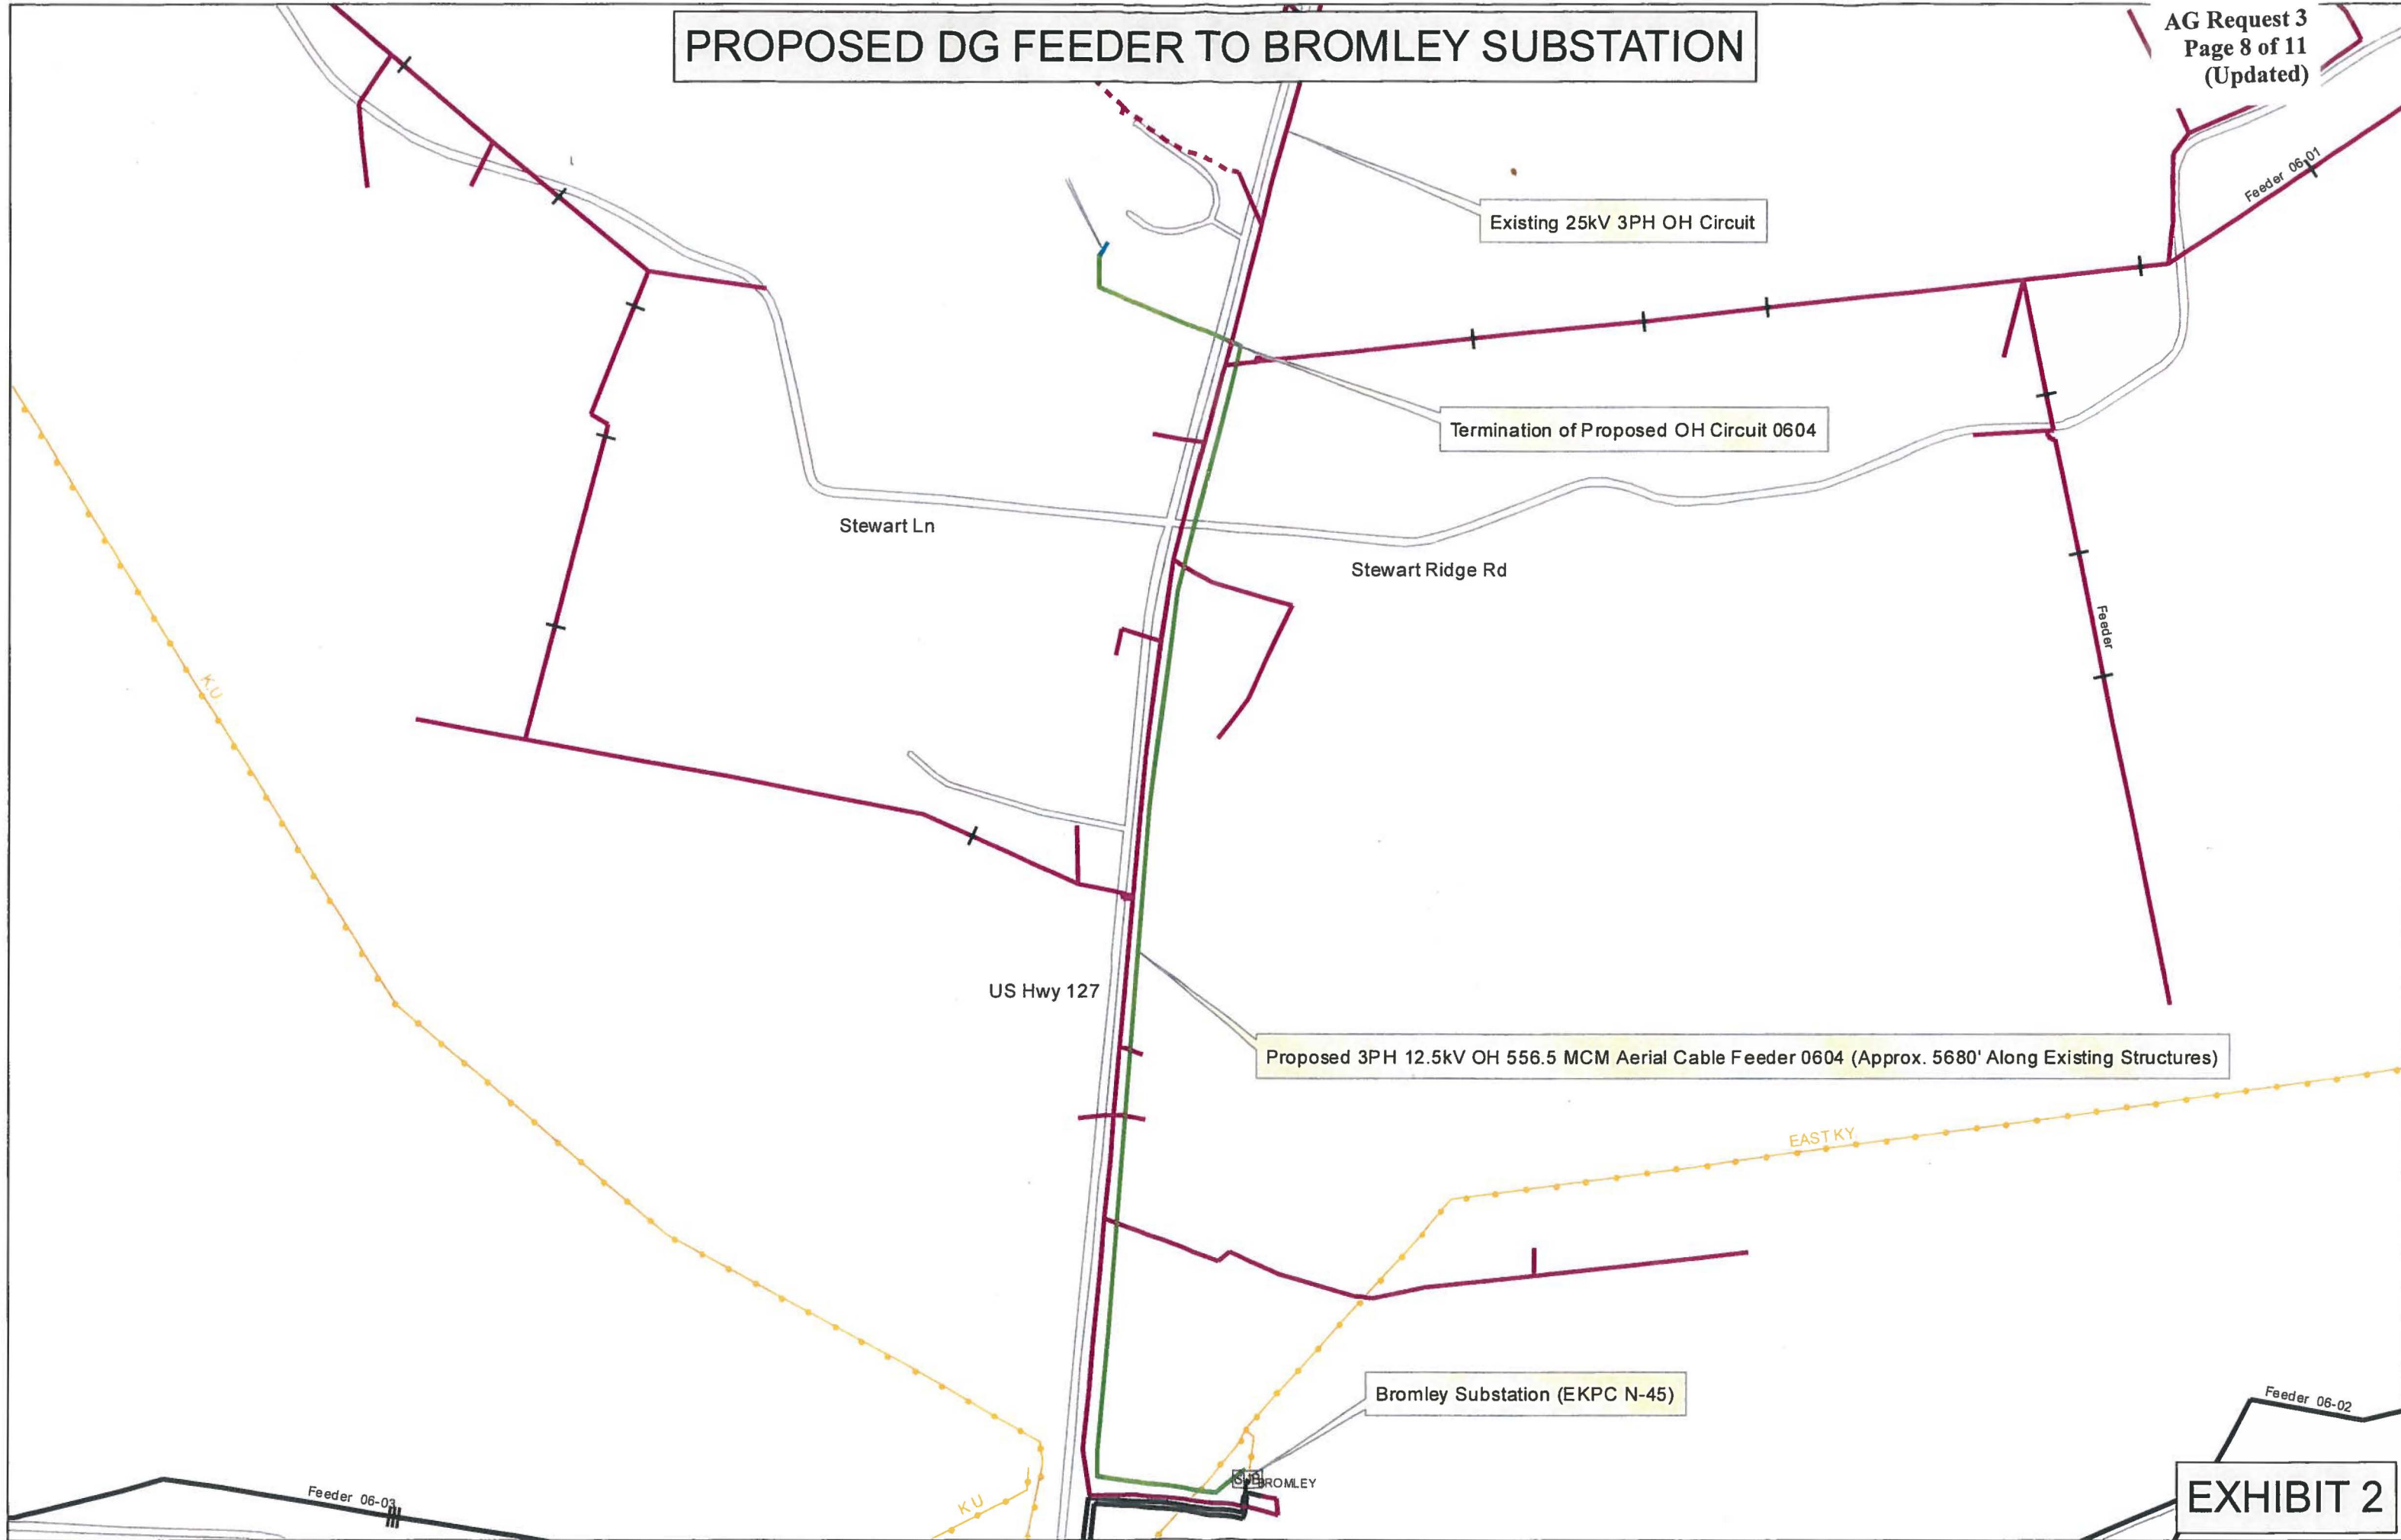 PROPOSED DG FEEDER TO BROMLEY SUBSTATION
AG Request 3
Page 8 of 11
(Updated)
Feeder 06-01
Existing 25kV 3PH OH Circuit
Termination of Proposed OH Circuit 0604
Stewart Ln
Stewart Ridge Rd
Feeder
K.U
US Hwy 127
Proposed 3PH 12.5kV OH 556.5 MCM Aerial Cable Feeder 0604 (Approx. 5680' Along Existing Structures)
EAST KY
Bromley Substation (EKPC N-45)
Feeder 06-02
SUB
BROMLEY
Feeder 06-03
K U
EXHIBIT 2